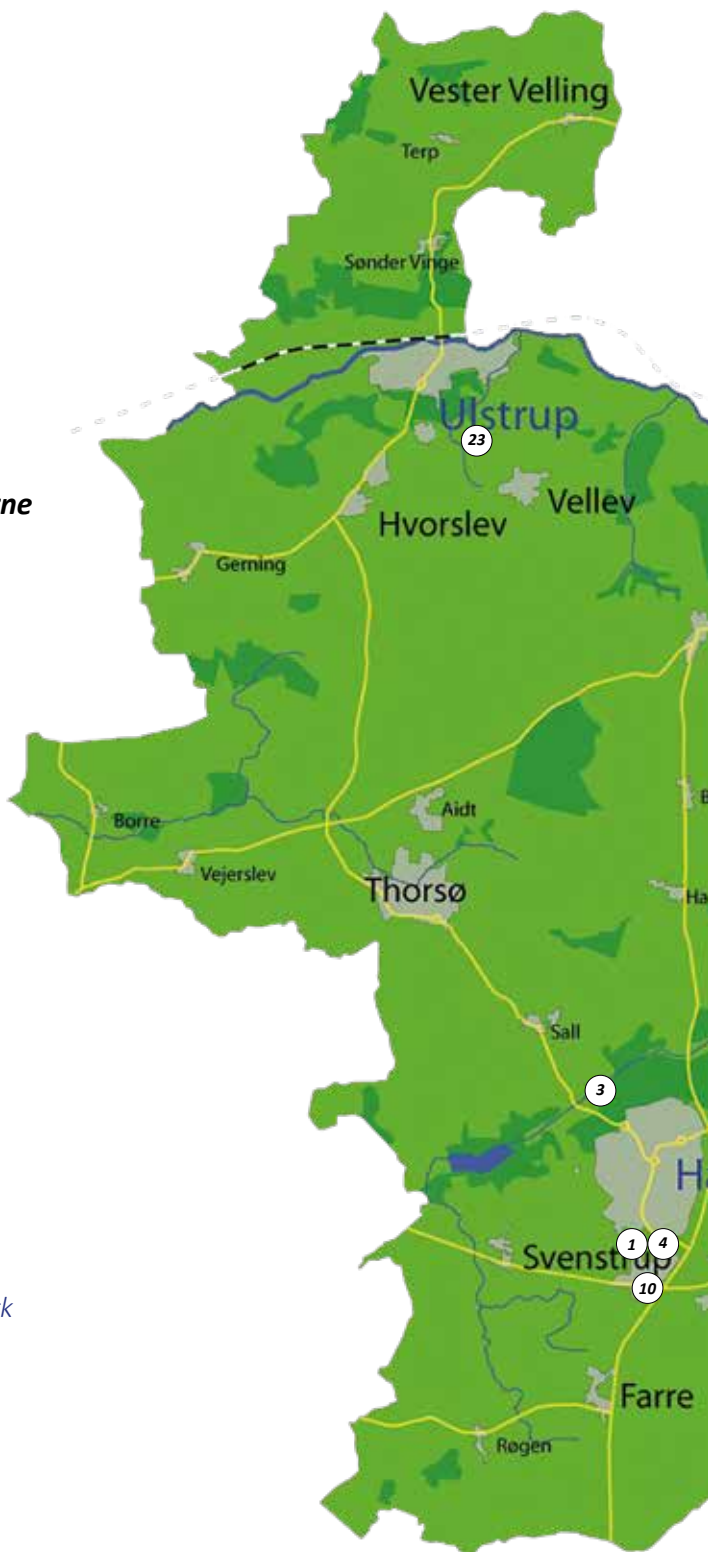 Vester Velling
Terp
Sønder Vinge
Ulstrup
23
Vellev
Hvorslev
Gerning
Aidt
Borre
Vejerslev
Thorsø
Sall
3
1
4
Svenstrup
10
Farre
Røgen